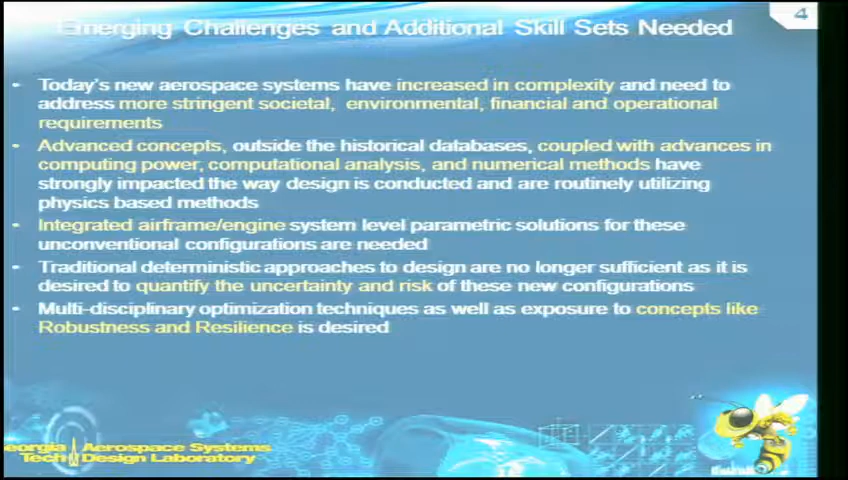 4
Emerging Challenges and Additional Skill Sets Needed
• Today's new aerospace systems have increased in complexity and need to
address more stringent societal, environmental, financial and operational
requirements
• Advanced concepts, outside the historical databases, coupled with advances in
computing power, computational analysis, and numerical methods have
strongly impacted the way design is conducted and are routinely utilizing
physics based methods
• Integrated airframe/engine system level parametric solutions for these
unconventional configurations are needed
• Traditional deterministic approaches to design are no longer sufficient as it is
desired to quantify the uncertainty and risk of these new configurations
• Multi-disciplinary optimization techniques as well as exposure to concepts like
Robustness and Resilience is desired
eorgia Aerospace Systems
Tech Design Laboratory